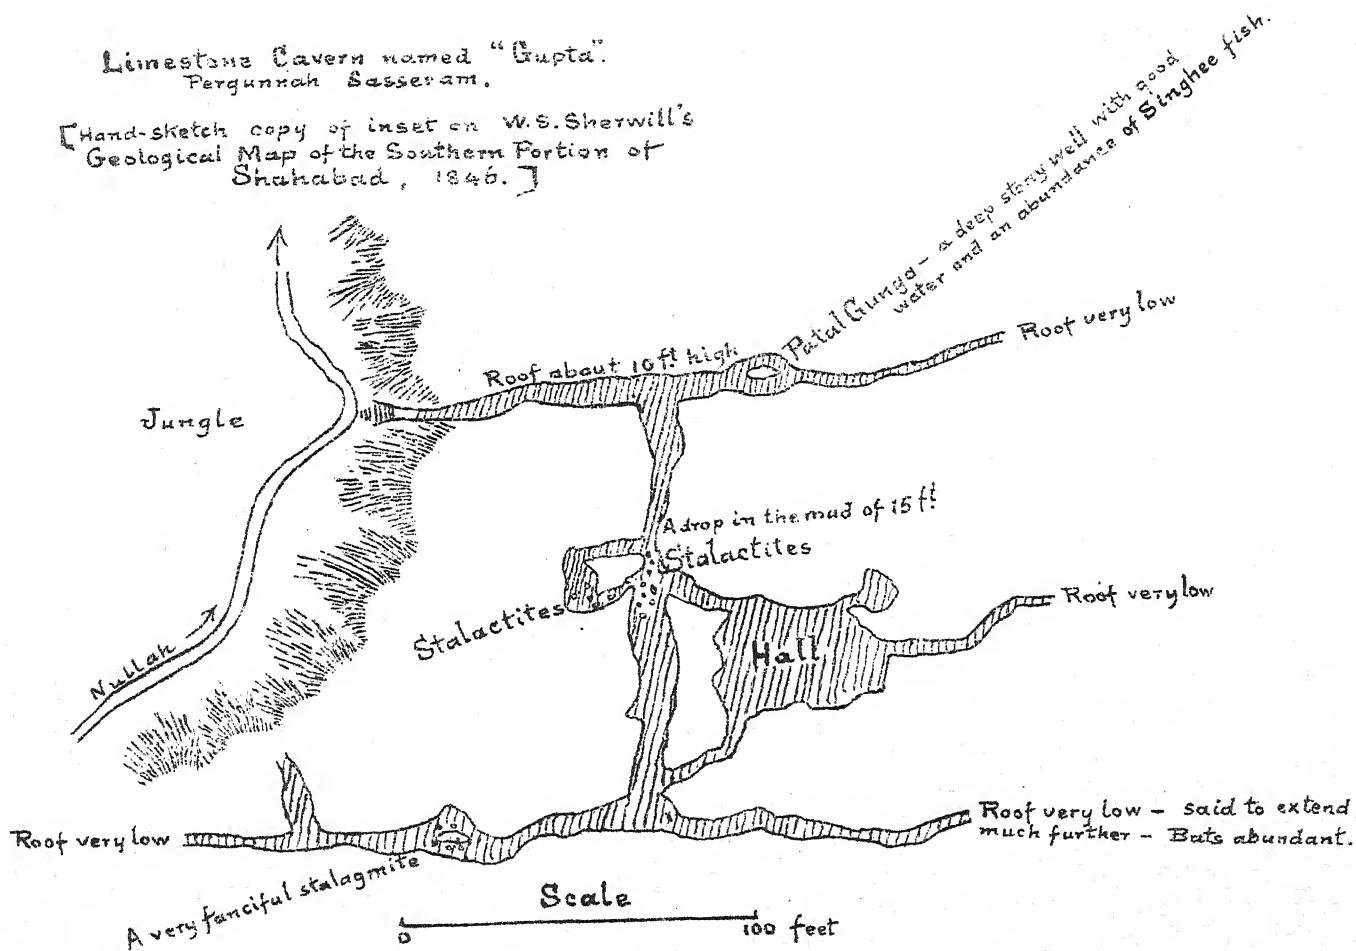 Limestone Cavern named "Gupta".
Pergunnah Sasseram.
[Hand-sketch copy of inset on W.S. Sherwill's
Geological Map of the Southern Portion of
Shahabad, 1846.]
Patal Gunga - a deep stony well with good
water and an abundance of Singhee fish.
Roof very low
Roof about 10 ft high
Jungle
A drop in the mud of 15 ft
Stalactites
Stalactites
Roof very low
Hall
Nullah
Roof very low
Roof very low - said to extend
much further - Bats abundant.
A very fanciful stalagmite
Scale
0 100 feet